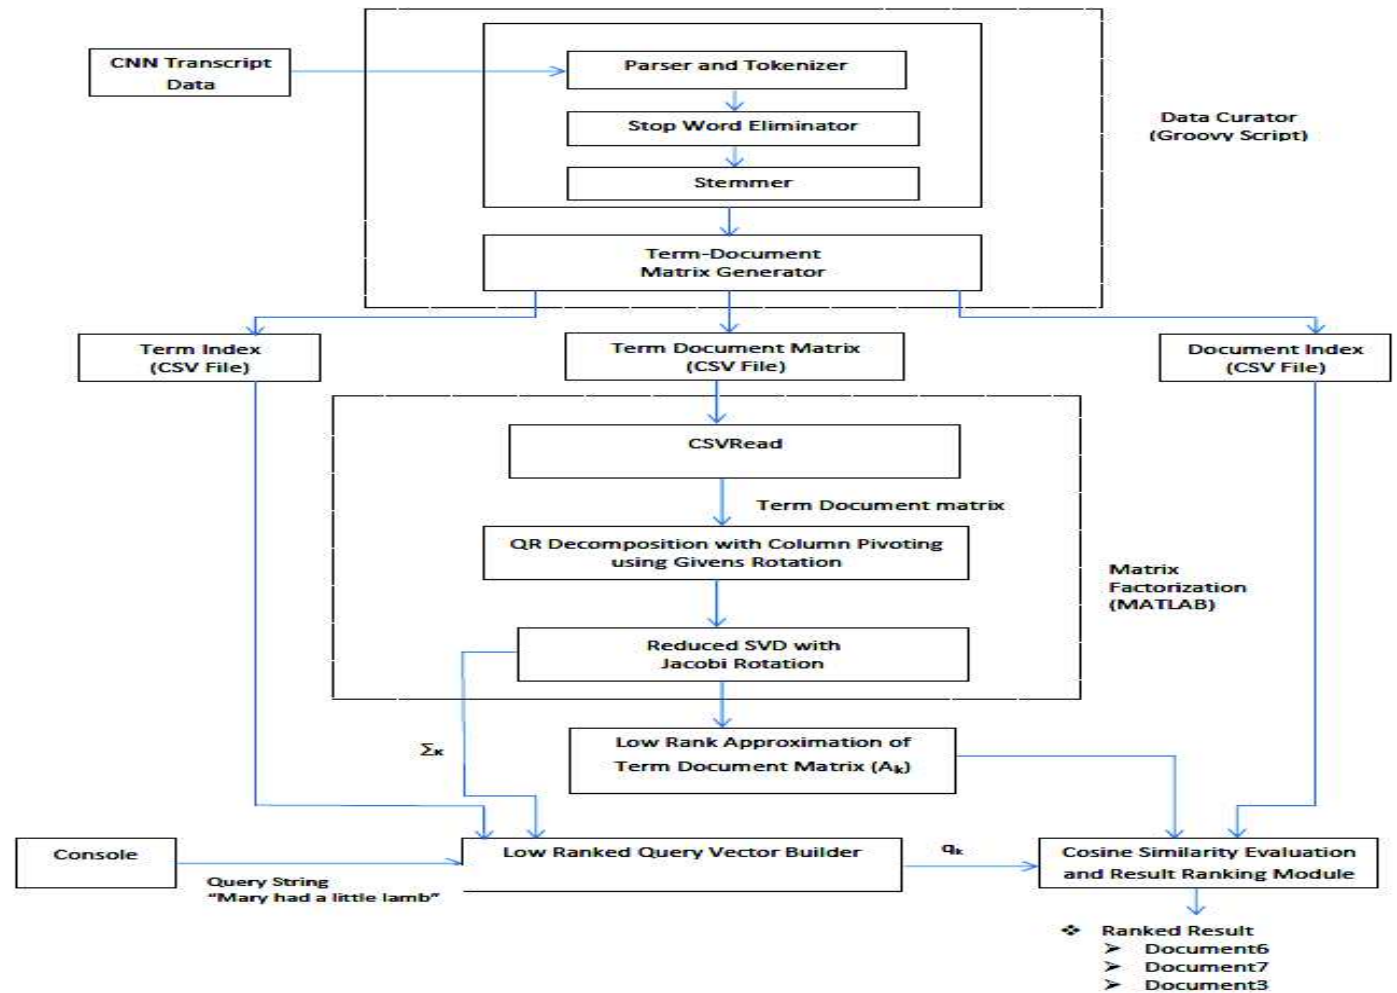 CNN Transcript
Data
Parser and Tokenizer
Stop Word Eliminator
Stemmer
Data Curator
(Groovy Script)
Term-Document
Matrix Generator
Term Index
(CSV File)
Term Document Matrix
(CSV File)
Document Index
(CSV File)
CSVRead
Term Document matrix
QR Decomposition with Column Pivoting
using Givens Rotation
Matrix
Factorization
(MATLAB)
Reduced SVD with
Jacobi Rotation
Σₖ
Low Rank Approximation of
Term Document Matrix (Aₖ)
Console
Query String
“Mary had a little lamb”
Low Ranked Query Vector Builder
qₖ
Cosine Similarity Evaluation
and Result Ranking Module
❖ Ranked Result
➢ Document6
➢ Document7
➢ Document3